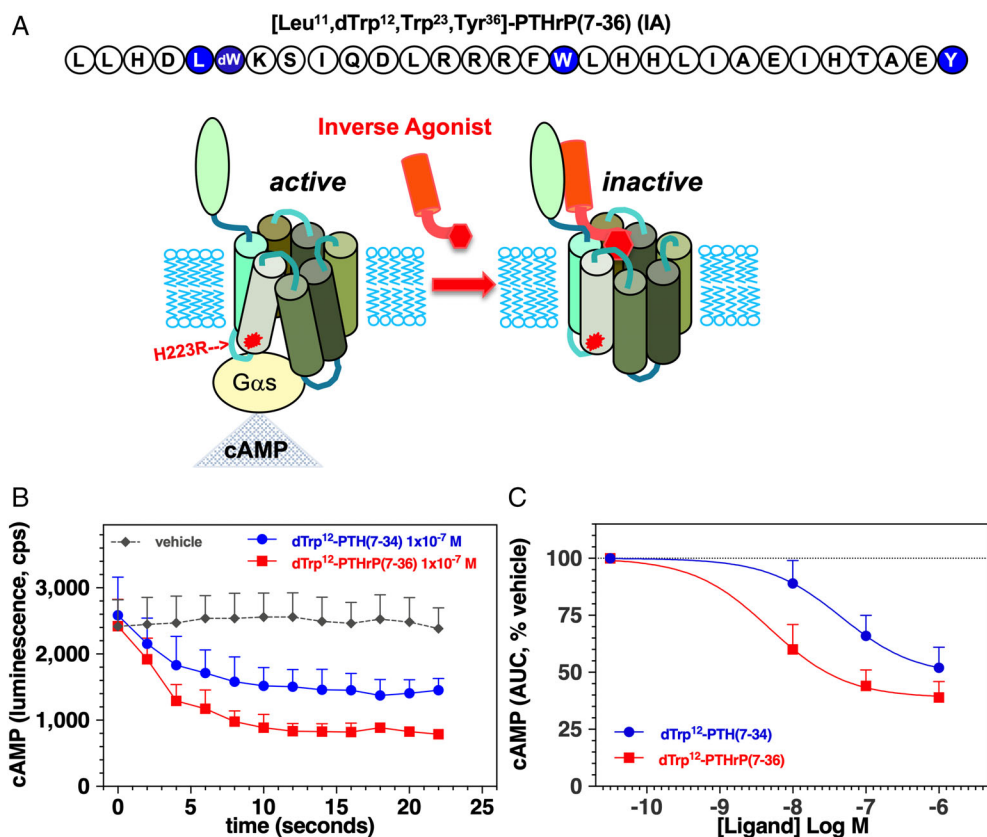 A
[Leu11,dTrp12,Trp23,Tyr36]-PTHrP(7-36) (IA)
L L H D L dW K S I Q D L R R R F W L H H L I A E I H T A E Y
Inverse Agonist
active
inactive
H223R-->
Gαs
cAMP
B
vehicle
dTrp12-PTH(7-34) 1x10-7 M
dTrp12-PTHrP(7-36) 1x10-7 M
cAMP (luminescence, cps)
3,000
2,000
1,000
0
0 5 10 15 20 25
time (seconds)
C
cAMP (AUC, % vehicle)
100
75
50
25
0
dTrp12-PTH(7-34)
dTrp12-PTHrP(7-36)
-10 -9 -8 -7 -6
[Ligand] Log M